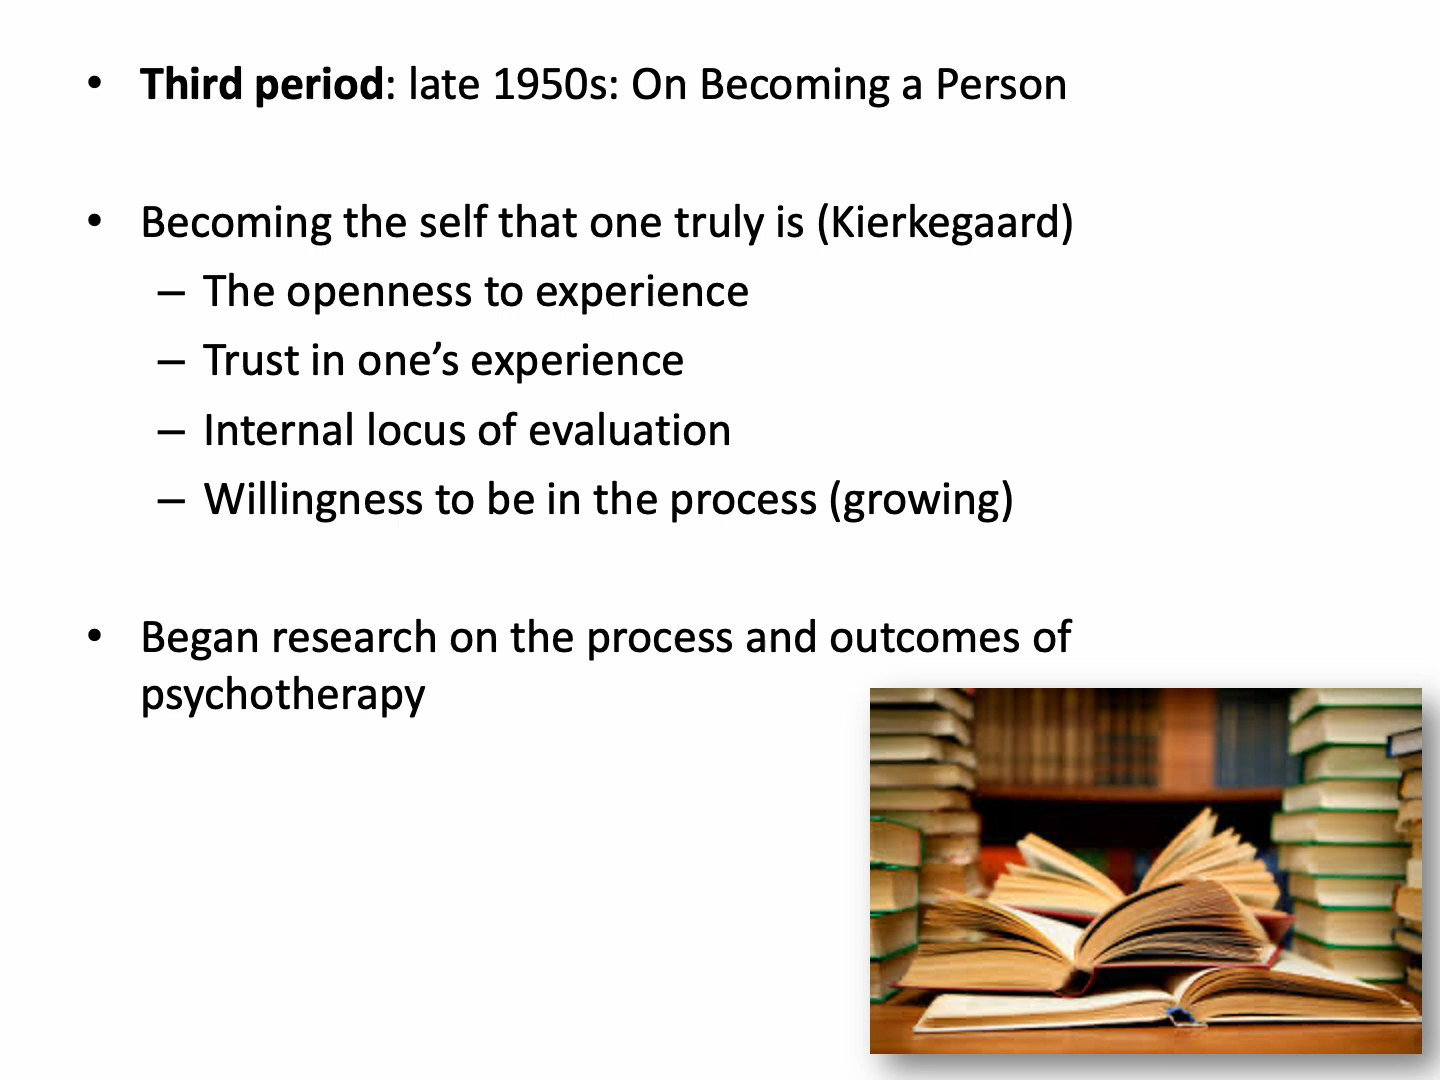 • Third period: late 1950s: On Becoming a Person
• Becoming the self that one truly is (Kierkegaard)
– The openness to experience
– Trust in one’s experience
– Internal locus of evaluation
– Willingness to be in the process (growing)
• Began research on the process and outcomes of
psychotherapy